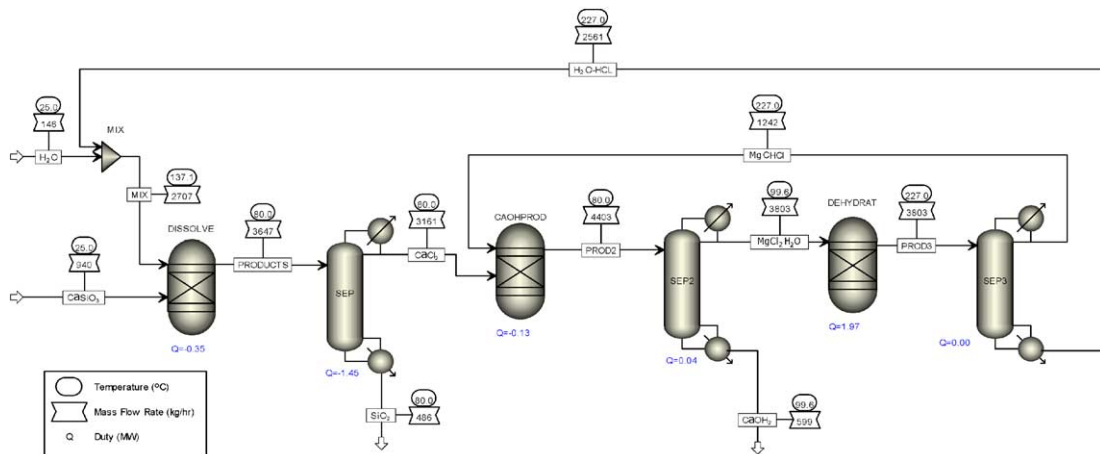 227.0
2561
H₂O-HCL
25.0
146
H₂O
MIX
137.1
2707
MIX
227.0
1242
MgCHCl
25.0
940
CaSiO₃
DISSOLVE
Q=-0.35
80.0
3647
PRODUCTS
SEP
Q=-1.45
80.0
3161
CaCl₂
80.0
486
SiO₂
CAOHPROD
Q=-0.13
80.0
4403
PROD2
SEP2
Q=0.04
99.6
3803
MgCl₂ H₂O
99.6
599
CaOH₂
DEHYDRAT
Q=1.97
227.0
3803
PROD3
SEP3
Q=0.00
Temperature (°C)
Mass Flow Rate (kg/hr)
Q Duty (MW)